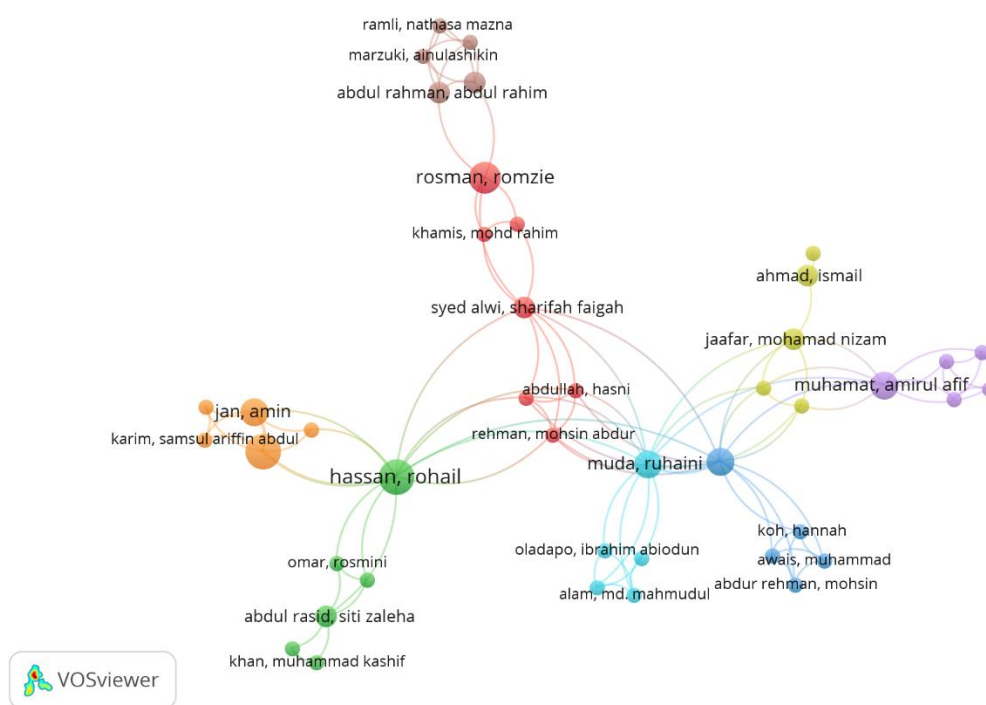 ramli, nathasa mazna
marzuki, ainulashikin
abdul rahman, abdul rahim
rosman, romzie
khamis, mohd rahim
ahmad, ismail
syed alwi, sharifah faigah
jaafar, mohamad nizam
muhamat, amirul afif
abdullah, hasni
jan, amin
karim, samsul ariffin abdul
rehman, mohsin abdur
muda, ruhaini
hassan, rohail
koh, hannah
oladapo, ibrahim abiodun
awais, muhammad
omar, rosmini
abdur rehman, mohsin
alam, md. mahmudul
abdul rasid, siti zaleha
khan, muhammad kashif
VOSviewer